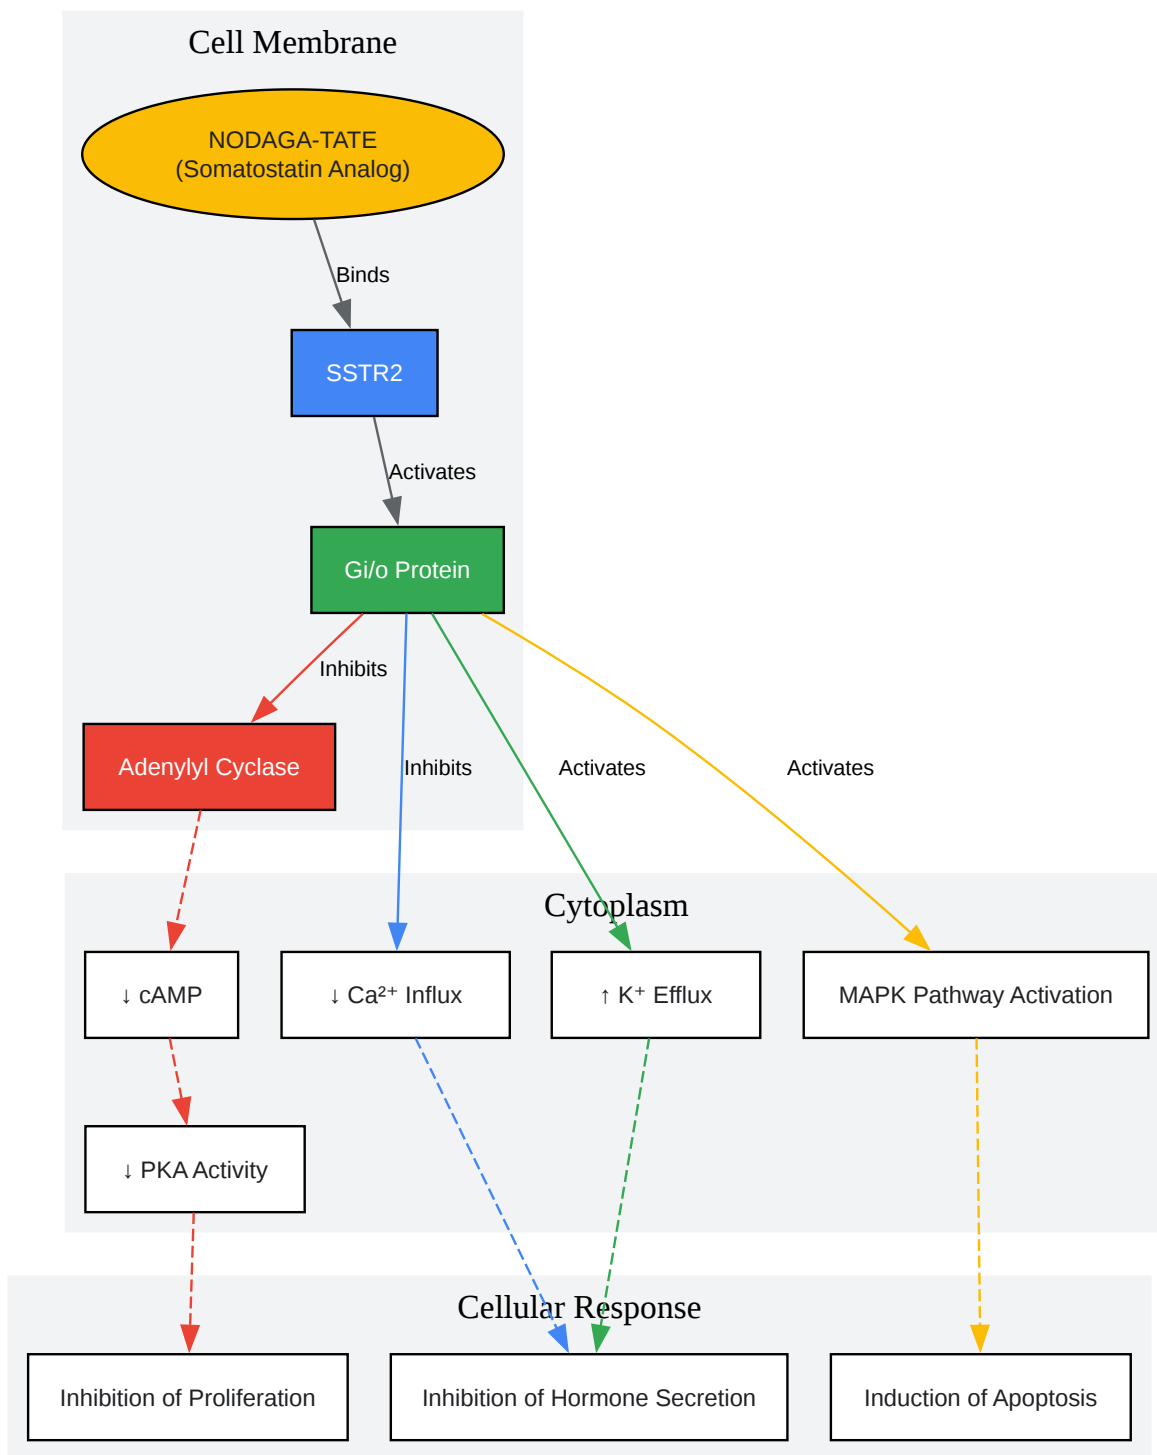 Cell Membrane
NODAGA-TATE
(Somatostatin Analog)
Binds
SSTR2
Activates
Gi/o Protein
Inhibits
Adenylyl Cyclase
Inhibits
Activates
Activates
Cytoplasm
↓ cAMP
↓ Ca²⁺ Influx
↑ K⁺ Efflux
MAPK Pathway Activation
↓ PKA Activity
Cellular Response
Inhibition of Proliferation
Inhibition of Hormone Secretion
Induction of Apoptosis